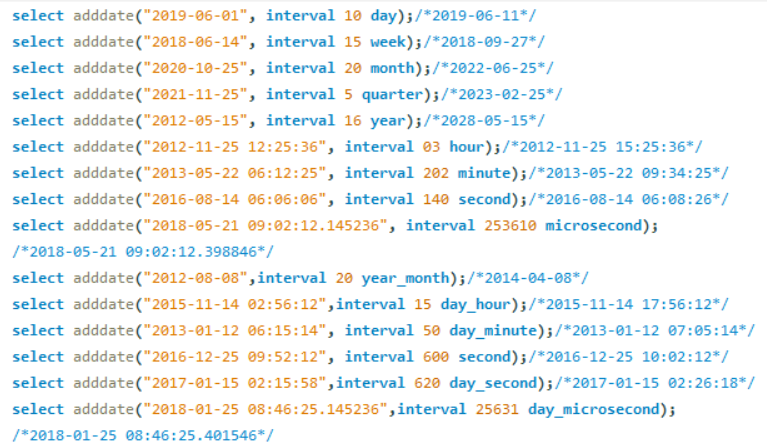 select adddate("2019-06-01", interval 10 day);/*2019-06-11*/
select adddate("2018-06-14", interval 15 week);/*2018-09-27*/
select adddate("2020-10-25", interval 20 month);/*2022-06-25*/
select adddate("2021-11-25", interval 5 quarter);/*2023-02-25*/
select adddate("2012-05-15", interval 16 year);/*2028-05-15*/
select adddate("2012-11-25 12:25:36", interval 03 hour);/*2012-11-25 15:25:36*/
select adddate("2013-05-22 06:12:25", interval 202 minute);/*2013-05-22 09:34:25*/
select adddate("2016-08-14 06:06:06", interval 140 second);/*2016-08-14 06:08:26*/
select adddate("2018-05-21 09:02:12.145236", interval 253610 microsecond);
/*2018-05-21 09:02:12.398846*/
select adddate("2012-08-08",interval 20 year_month);/*2014-04-08*/
select adddate("2015-11-14 02:56:12",interval 15 day_hour);/*2015-11-14 17:56:12*/
select adddate("2013-01-12 06:15:14", interval 50 day_minute);/*2013-01-12 07:05:14*/
select adddate("2016-12-25 09:52:12", interval 600 second);/*2016-12-25 10:02:12*/
select adddate("2017-01-15 02:15:58",interval 620 day_second);/*2017-01-15 02:26:18*/
select adddate("2018-01-25 08:46:25.145236",interval 25631 day_microsecond);
/*2018-01-25 08:46:25.401546*/